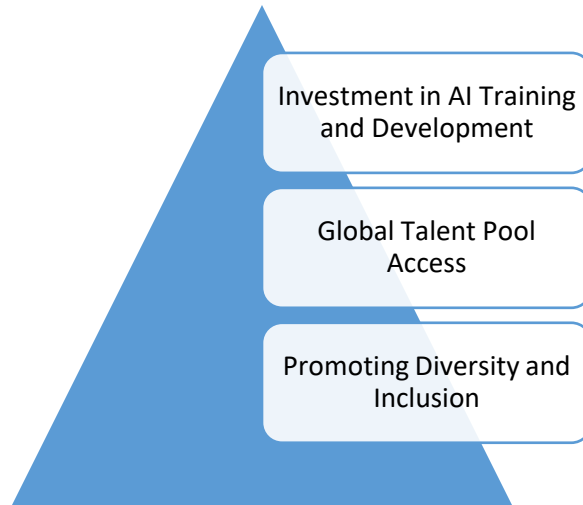 Investment in AI Training
and Development
Global Talent Pool
Access
Promoting Diversity and
Inclusion